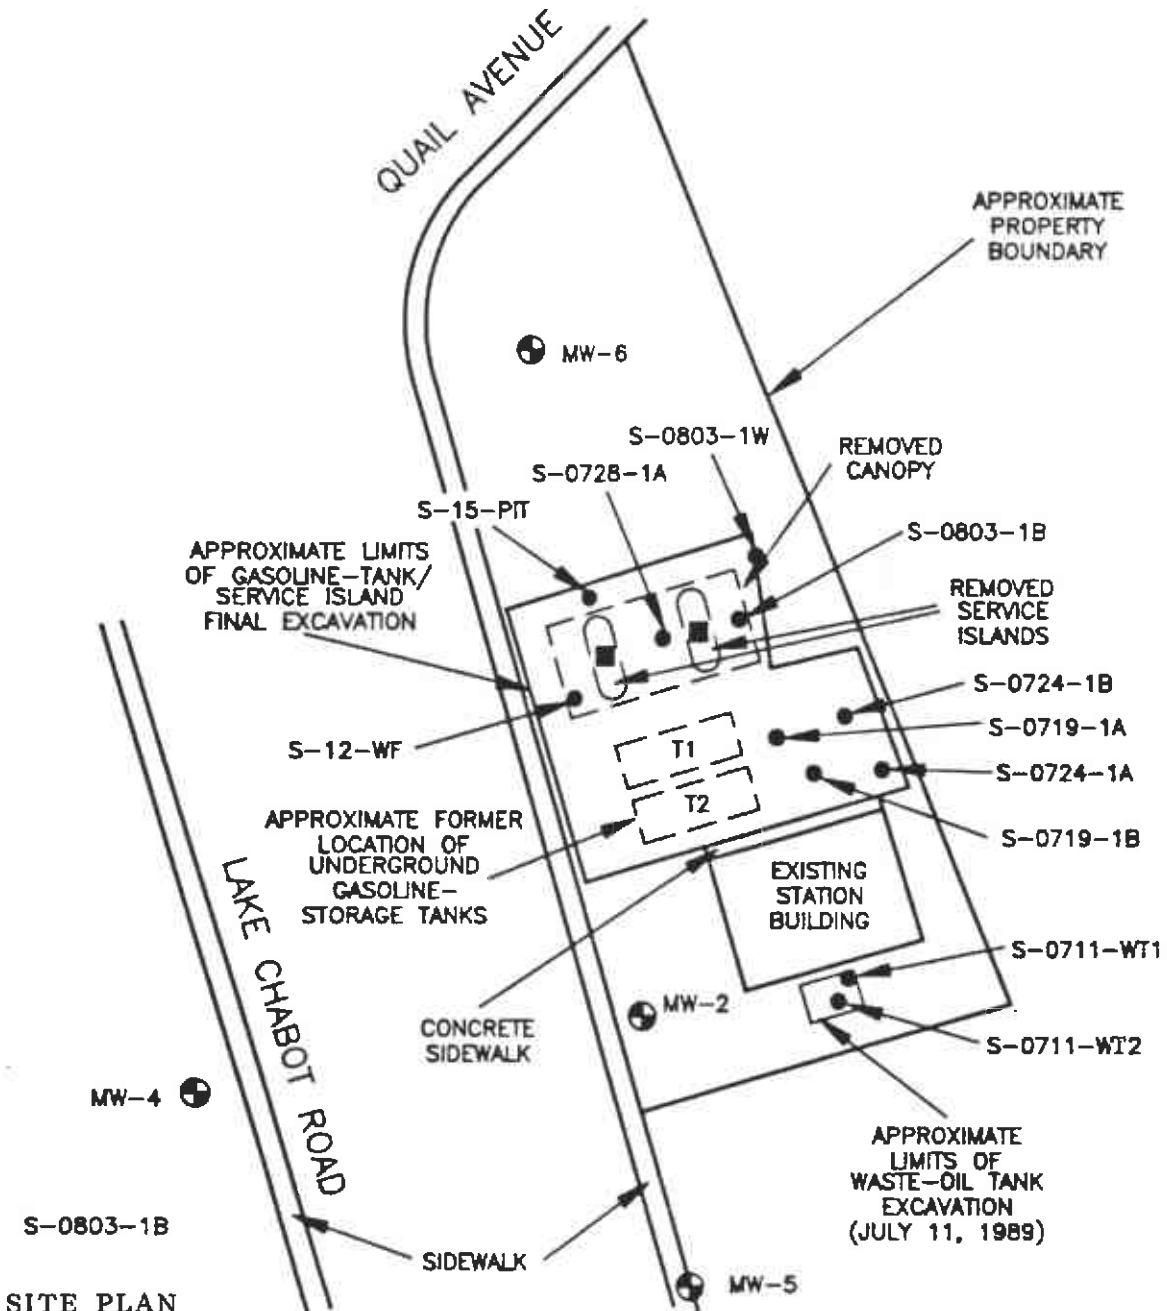 QUAIL AVENUE
APPROXIMATE
PROPERTY
BOUNDARY
MW-6
S-0803-1W
REMOVED
CANOPY
S-0728-1A
S-15-PIT
S-0803-1B
APPROXIMATE LIMITS
OF GASOLINE-TANK/
SERVICE ISLAND
FINAL EXCAVATION
REMOVED
SERVICE
ISLANDS
S-0724-1B
S-0719-1A
S-12-WF
T1
S-0724-1A
T2
APPROXIMATE FORMER
LOCATION OF
UNDERGROUND
GASOLINE-
STORAGE TANKS
S-0719-1B
EXISTING
STATION
BUILDING
LAKE CHABOT ROAD
S-0711-WT1
MW-2
CONCRETE
SIDEWALK
S-0711-WT2
MW-4
APPROXIMATE
LIMITS OF
WASTE-OIL TANK
EXCAVATION
(JULY 11, 1989)
S-0803-1B
SIDEWALK
MW-5
SITE PLAN